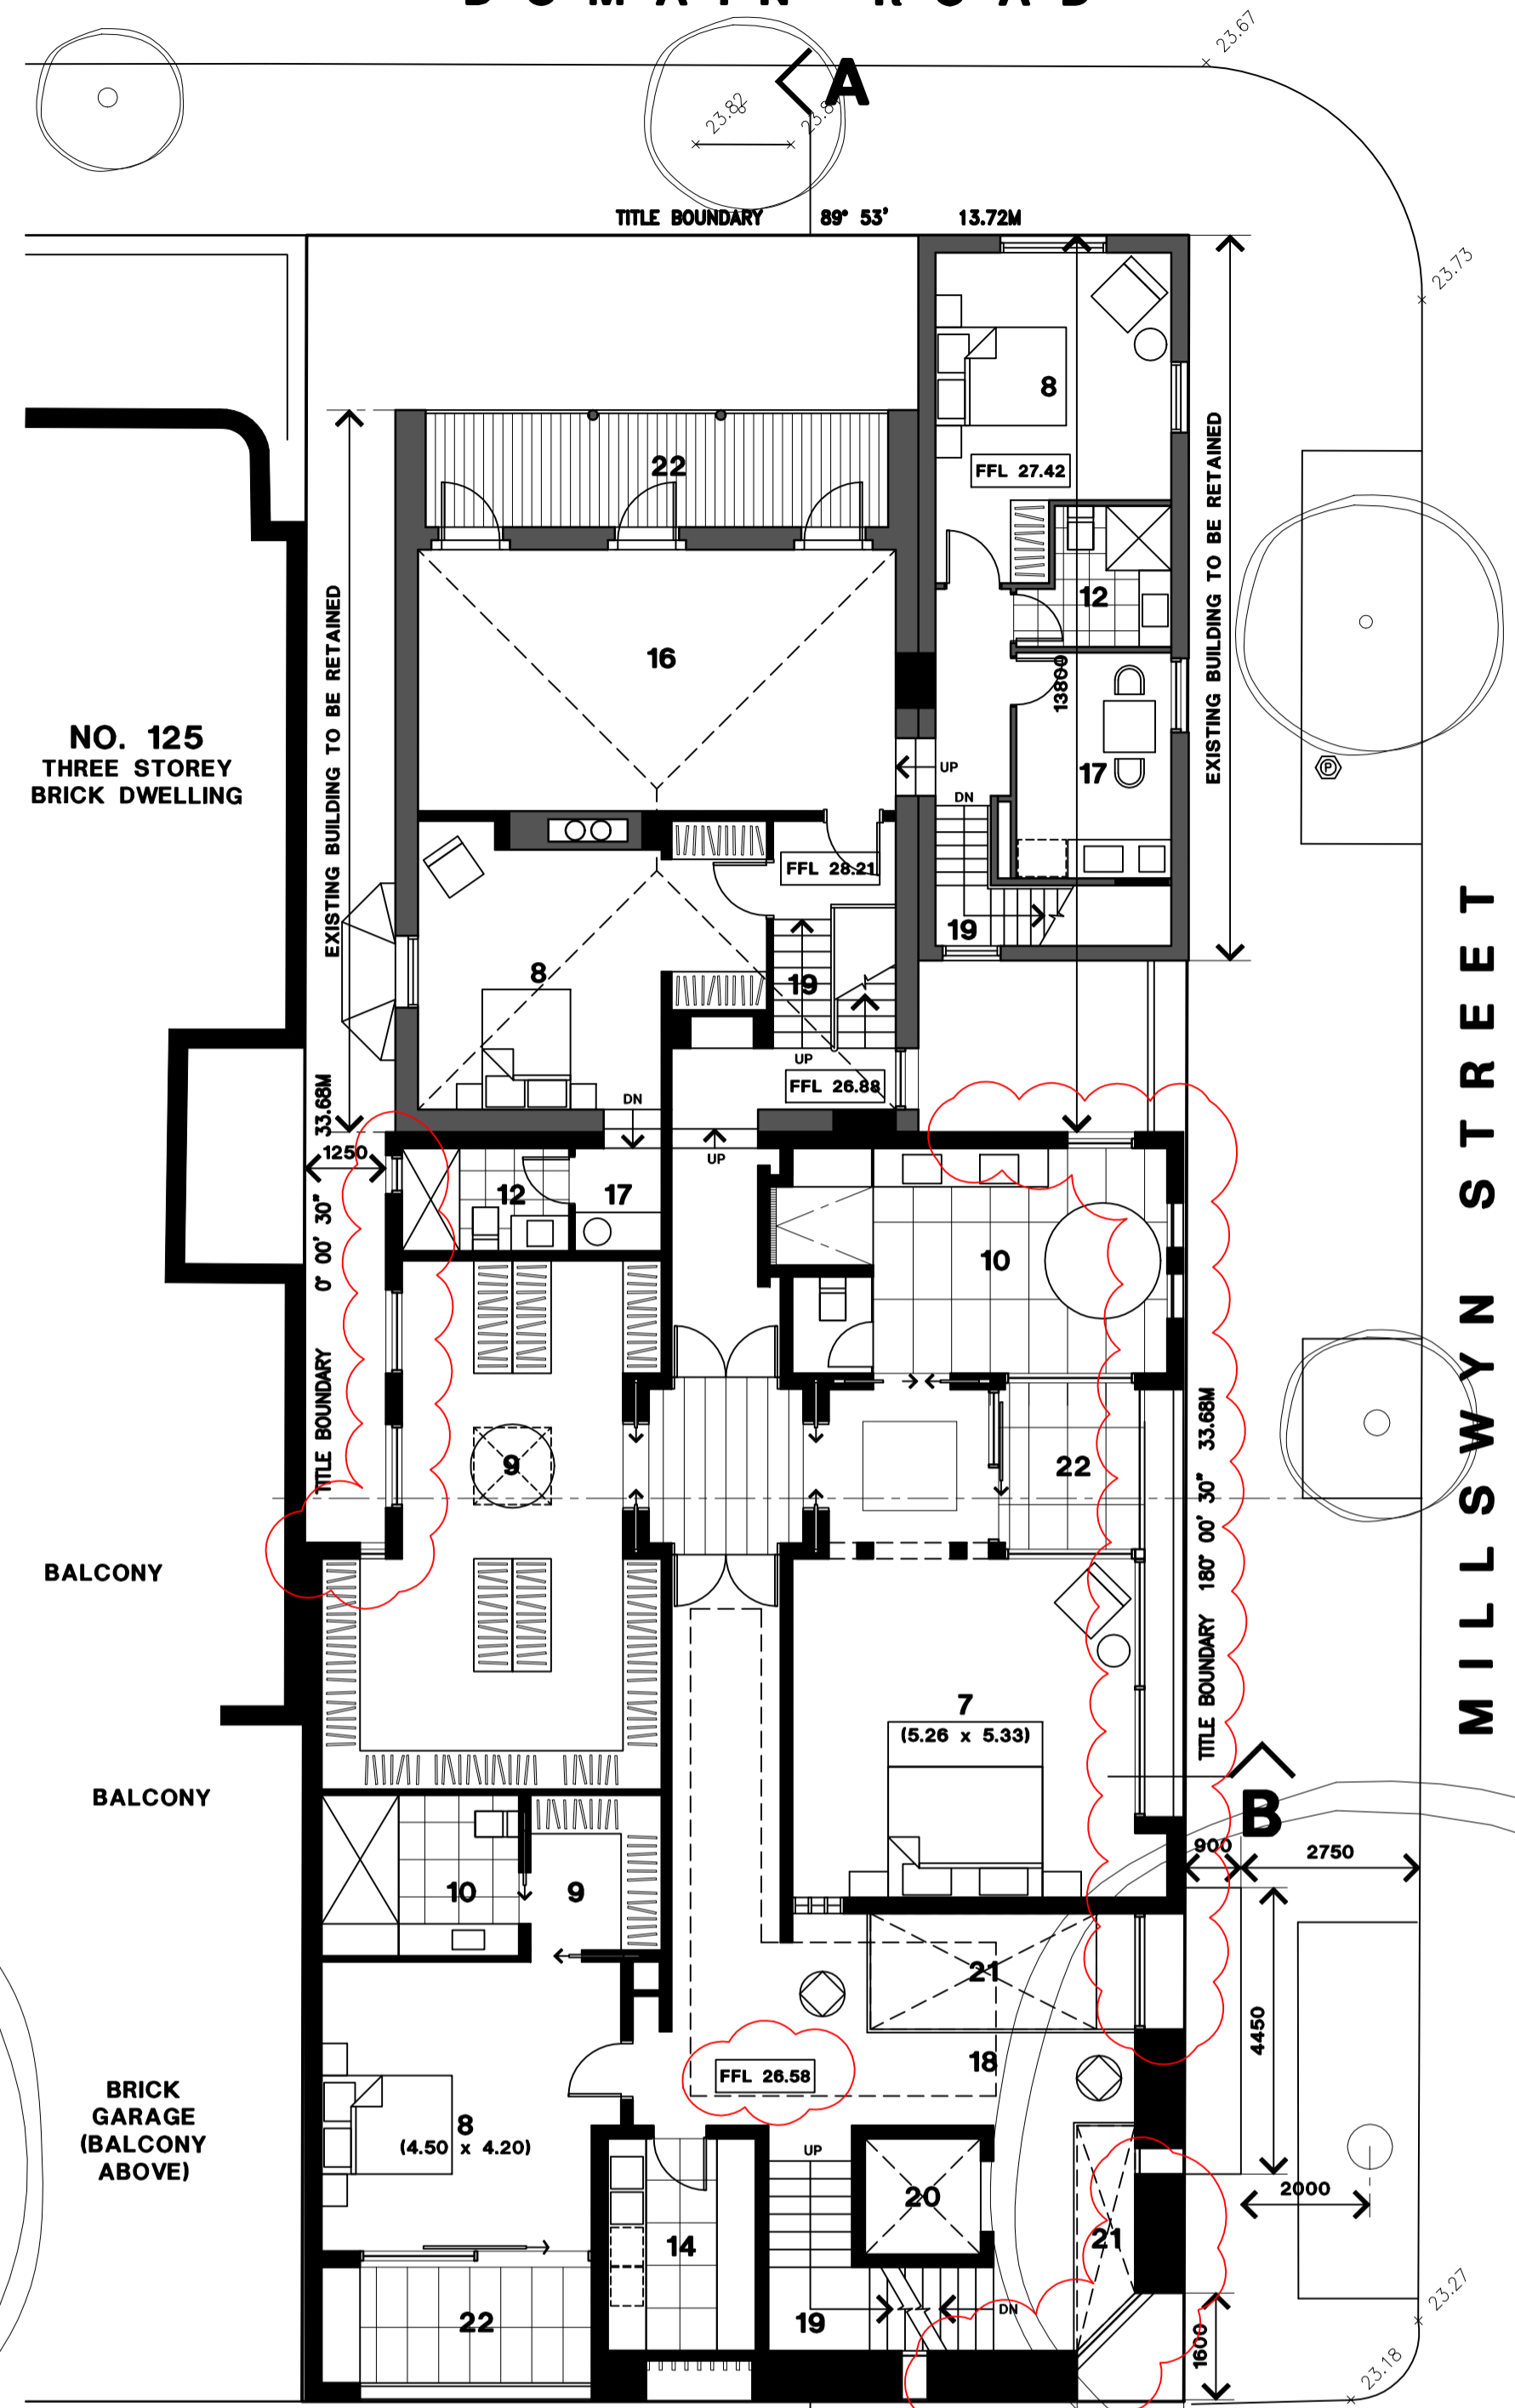 DOMAIN ROAD
23.67
A
23.82
TITLE BOUNDARY 89° 53' 13.72M
23.73
8
22
FFL 27.42
EXISTING BUILDING TO BE RETAINED
EXISTING BUILDING TO BE RETAINED
12
16
13800
NO. 125
THREE STOREY
BRICK DWELLING
UP
17
P
DN
FFL 28.21
19
8
19
UP
FFL 26.88
DN
MILLSWYN STREET
TITLE BOUNDARY 0° 00' 30" 33.68M
1250
UP
12
17
10
9
22
TITLE BOUNDARY 180° 00' 30" 33.68M
BALCONY
7
(5.26 x 5.33)
BALCONY
B
900
2750
10
9
21
4450
18
FFL 26.58
BRICK
GARAGE
(BALCONY
ABOVE)
8
(4.50 x 4.20)
UP
20
2000
14
21
19
DN
22
1600
23.27
23.18